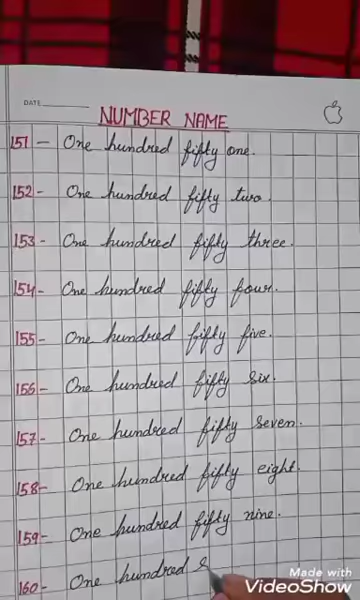 DATE
NUMBER NAME
151 - One hundred fifty one.
152 - One hundred fifty two.
153 - One hundred fifty three.
154 - One hundred fifty four.
155 - One hundred fifty five.
156 - One hundred fifty six.
157 - One hundred fifty seven.
158 - One hundred fifty eight.
159 - One hundred fifty nine.
160 - One hundred s
Made with
VideoShow